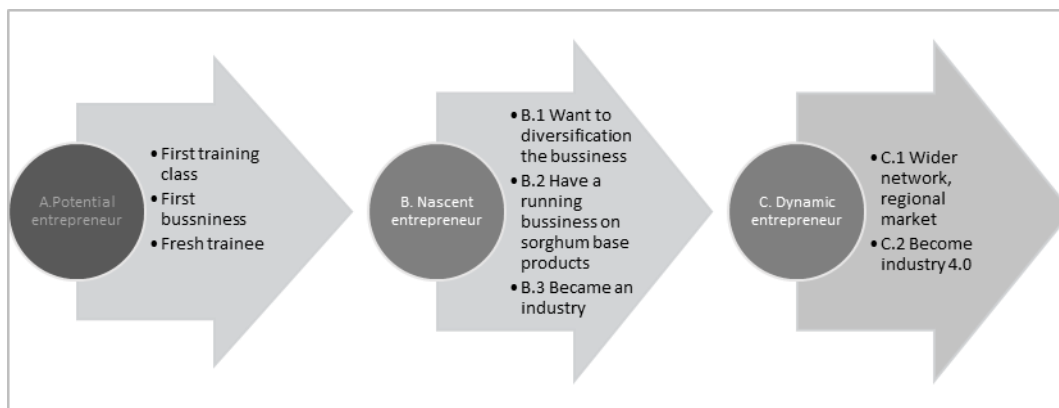 A.Potential
entrepreneur
• First training
class
• First
bussniness
• Fresh trainee
B. Nascent
entrepreneur
• B.1 Want to
diversification
the bussiness
• B.2 Have a
running
bussiness on
sorghum base
products
• B.3 Became an
industry
C. Dynamic
entrepreneur
• C.1 Wider
network,
regional
market
• C.2 Become
industry 4.0